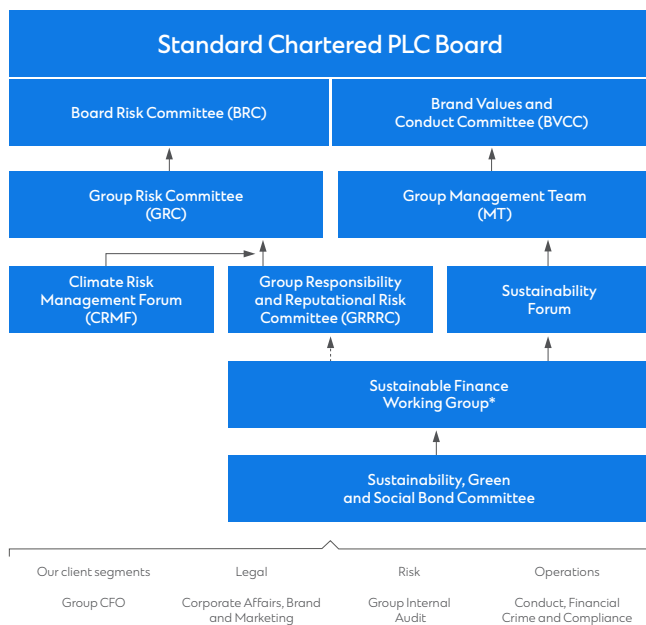 Standard Chartered PLC Board
Board Risk Committee (BRC)
Brand Values and
Conduct Committee (BVCC)
Group Risk Committee
(GRC)
Group Management Team
(MT)
Climate Risk
Management Forum
(CRMF)
Group Responsibility
and Reputational Risk
Committee (GRRRC)
Sustainability
Forum
Sustainable Finance
Working Group*
Sustainability, Green
and Social Bond Committee
Our client segments
Legal
Risk
Operations
Group CFO
Corporate Affairs, Brand
and Marketing
Group Internal
Audit
Conduct, Financial
Crime and Compliance